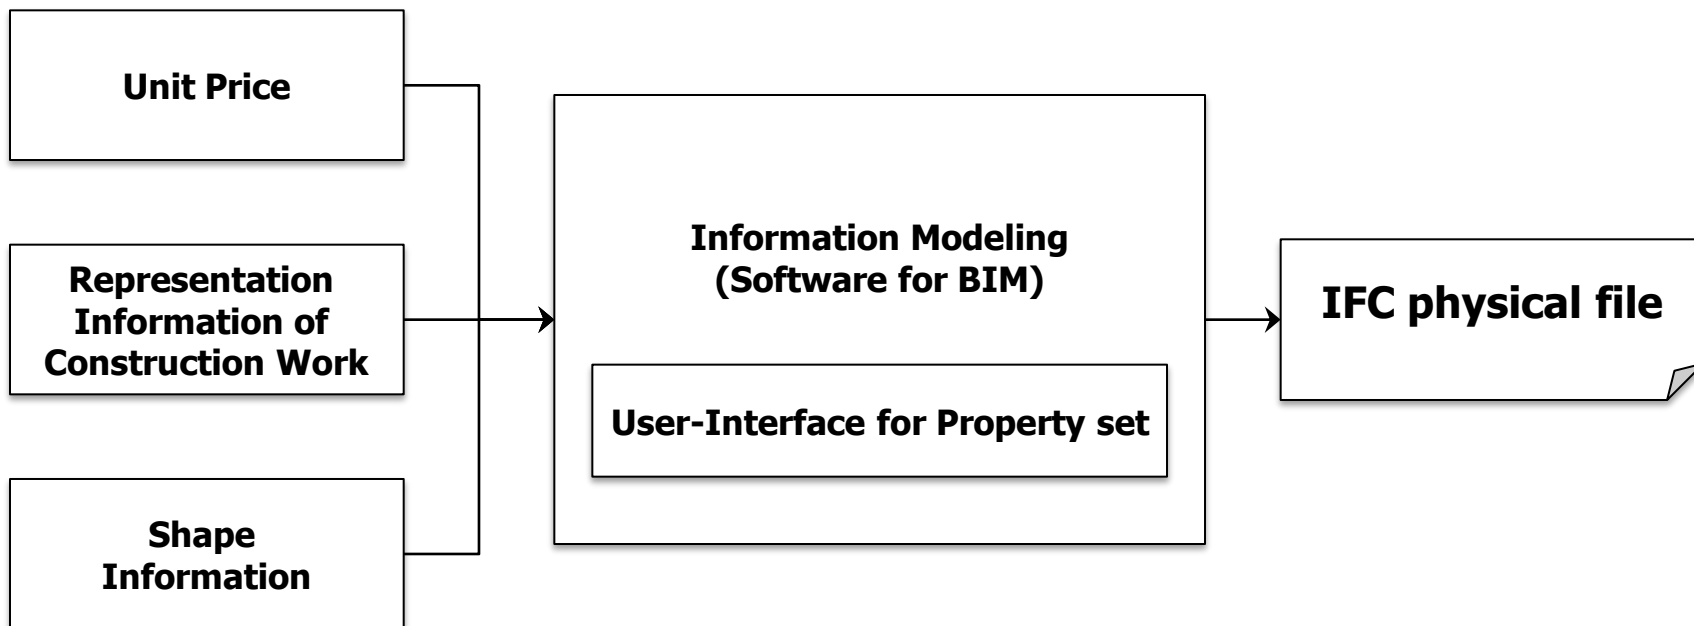 Unit Price
Representation
Information of
Construction Work
Shape
Information
Information Modeling
(Software for BIM)
User-Interface for Property set
IFC physical file